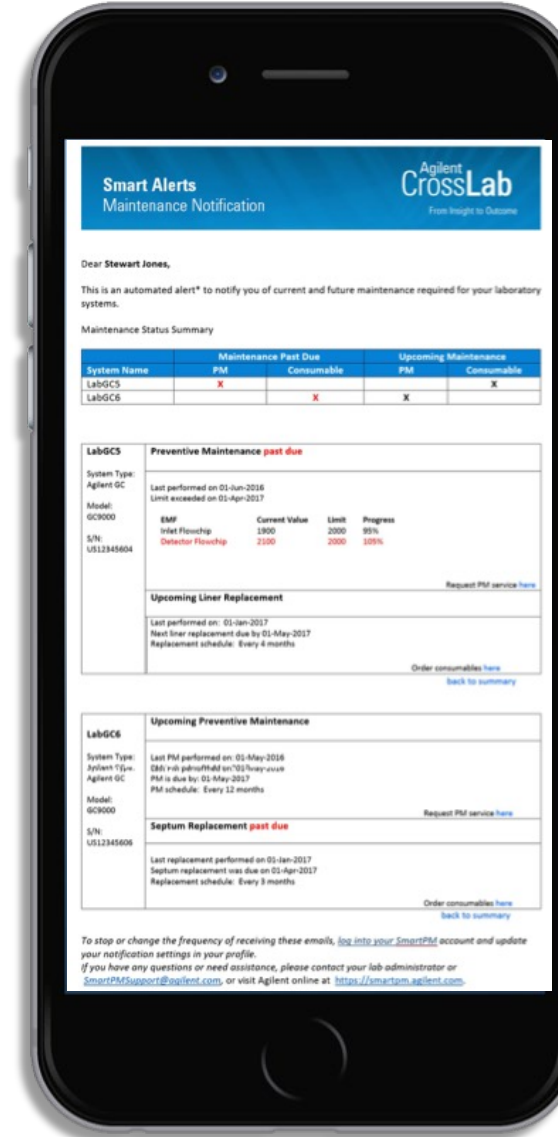 Smart Alerts
Maintenance Notification
Agilent
CrossLab
From Insight to Outcome
Dear Stewart Jones,
This is an automated alert* to notify you of current and future maintenance required for your laboratory
systems.
Maintenance Status Summary
Maintenance Past Due Upcoming Maintenance
System Name PM Consumable PM Consumable
LabGC5 X X
LabGC6 X X
LabGC5
System Type:
Agilent GC
Model:
GC9000
S/N:
US12345604
Preventive Maintenance past due
Last performed on 01-Jun-2016
Limit exceeded on 01-Apr-2017
EMF Current Value Limit Progress
Inlet Flowchip 1900 2000 95%
Detector Flowchip 2100 2000 105%
Request PM service here
Upcoming Liner Replacement
Last performed on: 01-Jan-2017
Next liner replacement due by 01-May-2017
Replacement schedule: Every 4 months
Order consumables here
back to summary
LabGC6
System Type:
Agilent GC
Model:
GC9000
S/N:
US12345606
Upcoming Preventive Maintenance
Last PM performed on: 01-May-2016
PM is due by: 01-May-2017
PM schedule: Every 12 months
Request PM service here
Septum Replacement past due
Last replacement performed on 01-Jan-2017
Septum replacement was due on 01-Apr-2017
Replacement schedule: Every 3 months
Order consumables here
back to summary
To stop or change the frequency of receiving these emails, log into your SmartPM account and update
your notification settings in your profile.
If you have any questions or need assistance, please contact your lab administrator or
SmartPMSupport@agilent.com, or visit Agilent online at https://smartpm.agilent.com.